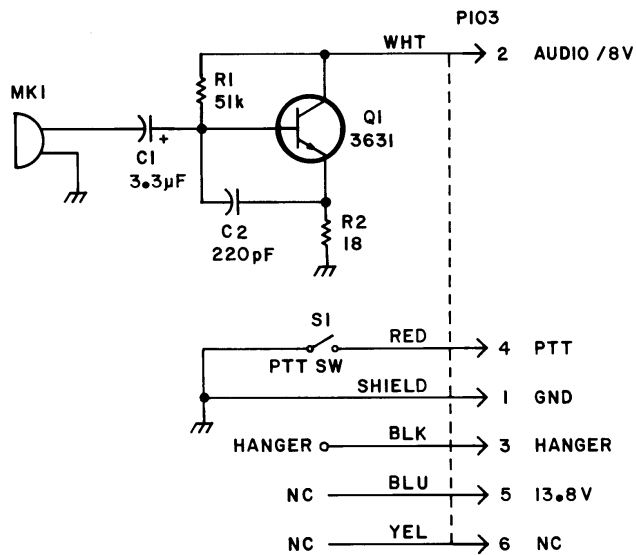 P103
WHT
2 AUDIO/8V
R1
51k
MK1
Q1
3631
C1
+
3.3µF
C2
220pF
R2
18
S1
RED
4 PTT
PTT SW
SHIELD
1 GND
HANGER BLK 3 HANGER
NC BLU 5 13.8V
NC YEL 6 NC